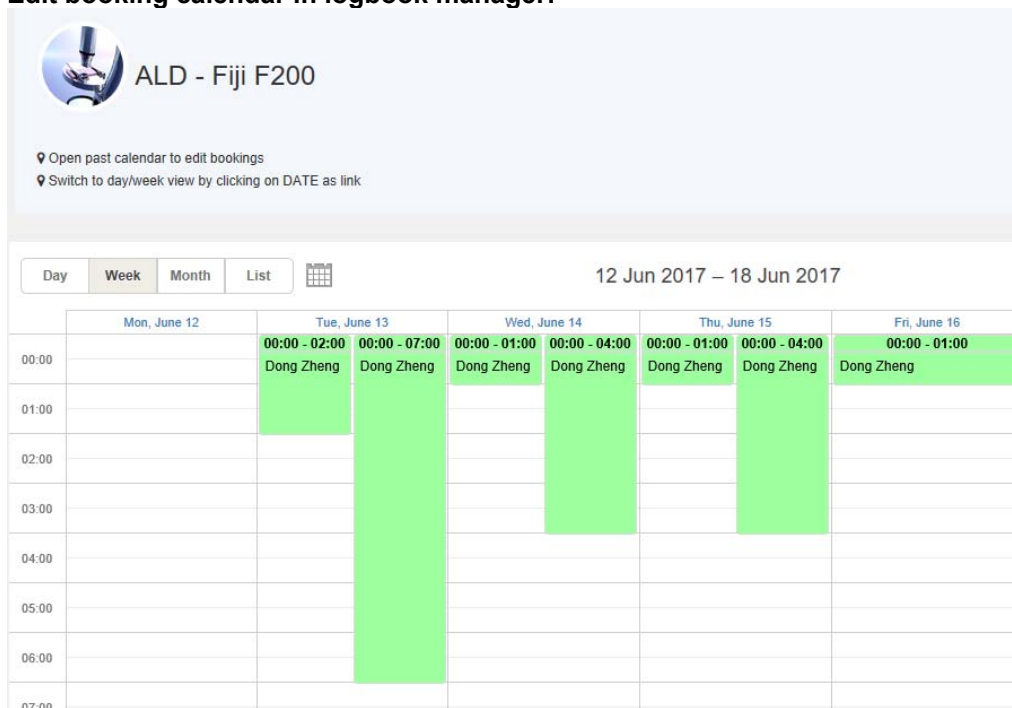 Edit booking calendar in logbook manager:
ALD - Fiji F200
Open past calendar to edit bookings
Switch to day/week view by clicking on DATE as link
Day Week Month List 12 Jun 2017 – 18 Jun 2017
Mon, June 12 Tue, June 13 Wed, June 14 Thu, June 15 Fri, June 16
00:00 - 02:00 00:00 - 07:00 00:00 - 01:00 00:00 - 04:00 00:00 - 01:00 00:00 - 04:00 00:00 - 01:00
00:00 Dong Zheng Dong Zheng Dong Zheng Dong Zheng Dong Zheng Dong Zheng Dong Zheng
01:00
02:00
03:00
04:00
05:00
06:00
07:00